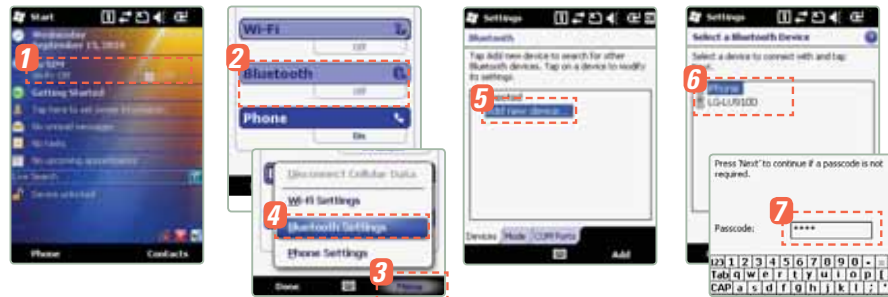 Start
Wednesday
September 15, 2010
1
Wi-Fi: Off
Getting Started
Tap here to set owner information
No unread messages
No tasks
No upcoming appointments
Live Search
Device unlocked
Phone
Contacts
Wi-Fi
Off
2
Bluetooth
Off
Phone
On
Disconnect Cellular Data
Wi-Fi Settings
4
Bluetooth Settings
Phone Settings
3
Done
Menu
Settings
Bluetooth
Tap Add new device to search for other
Bluetooth devices. Tap on a device to modify
its settings.
5
Add new device...
Devices Mode COM Ports
Add
Settings
Select a Bluetooth Device
Select a device to connect with and tap
6
Phone
LG-LU9100
Press 'Next' to continue if a passcode is not
required.
7
Passcode: ****
123 1 2 3 4 5 6 7 8 9 0 - =
Tab q w e r t y u i o p [
CAP a s d f g h j k l ; '